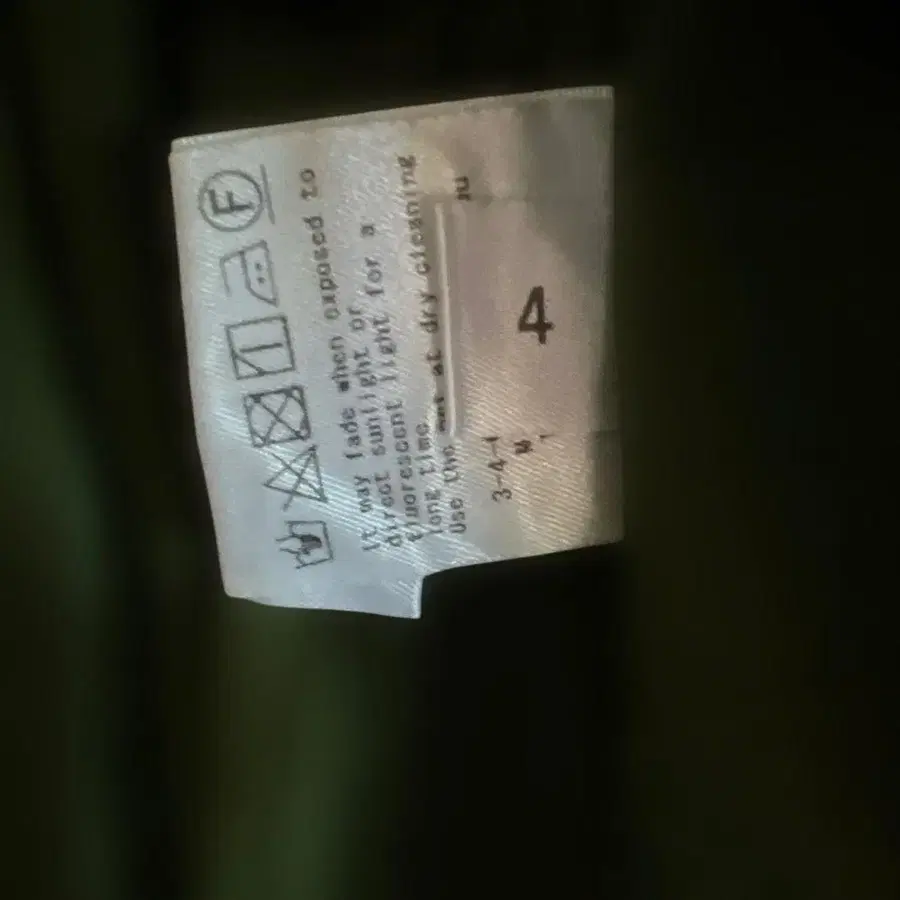 F
It may fade when exposed to
direct sunlight or
fluorescent light for a
long time.
Use the net at dry cleaning
3-4-1
M
4